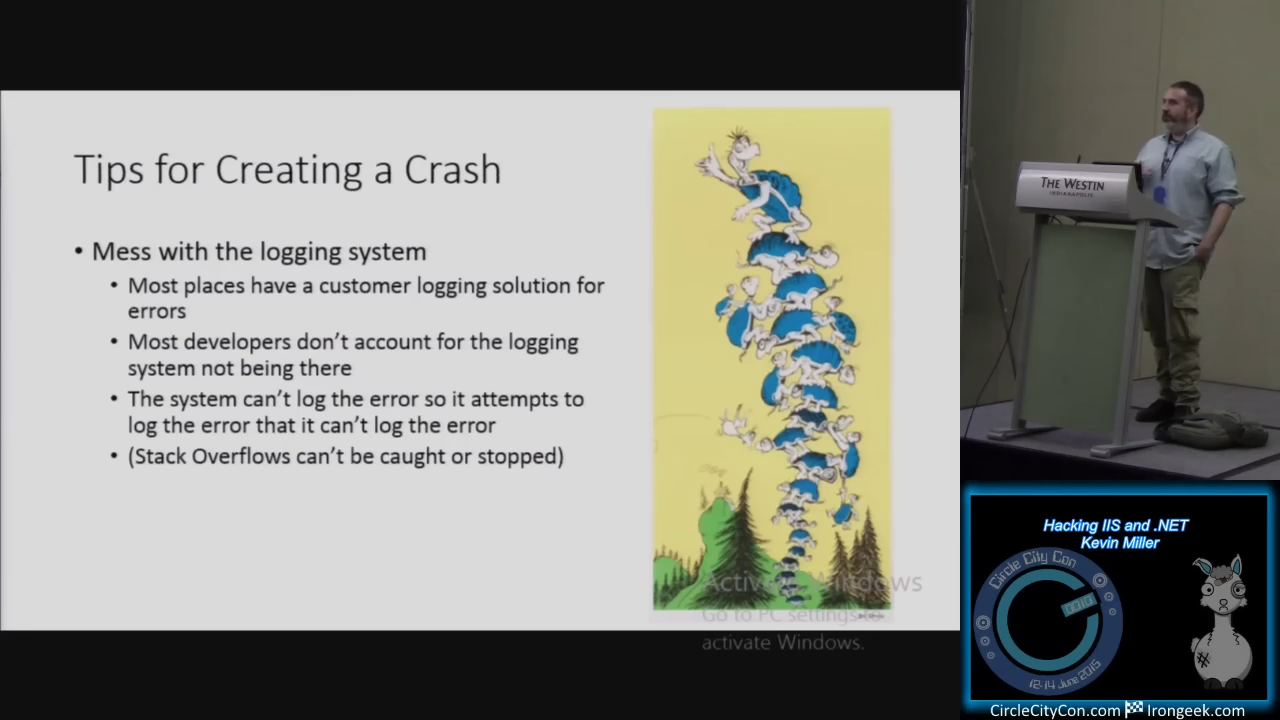 Tips for Creating a Crash
• Mess with the logging system
• Most places have a customer logging solution for
errors
• Most developers don't account for the logging
system not being there
• The system can't log the error so it attempts to
log the error that it can't log the error
• (Stack Overflows can't be caught or stopped)
Activate Windows
Go to PC settings to
activate Windows.
THE WESTIN
INDIANAPOLIS
Hacking IIS and .NET
Kevin Miller
Circle City Con
12-14 June 2015
CircleCityCon.com Irongeek.com